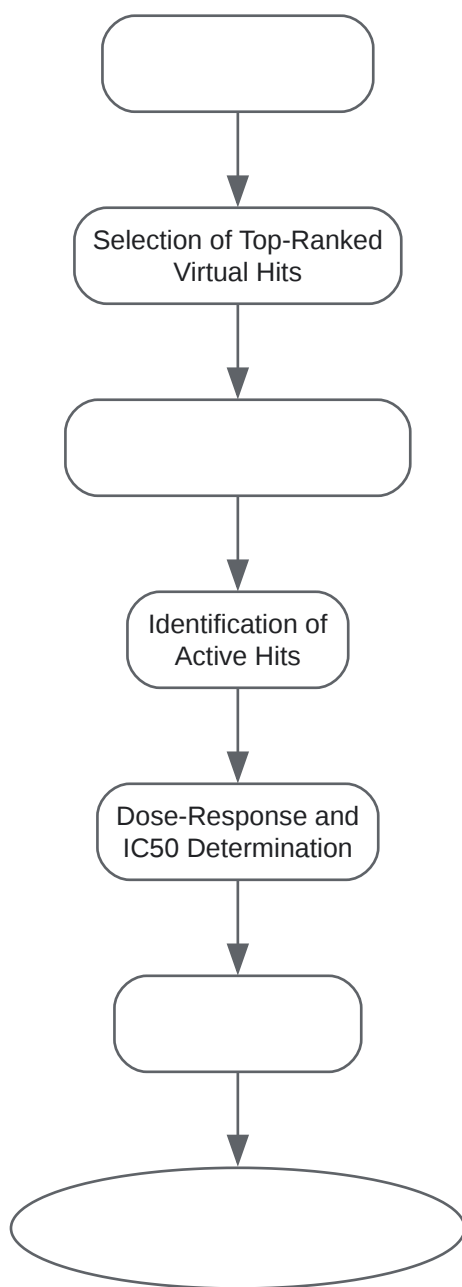 Selection of Top-Ranked
Virtual Hits
Identification of
Active Hits
Dose-Response and
IC50 Determination